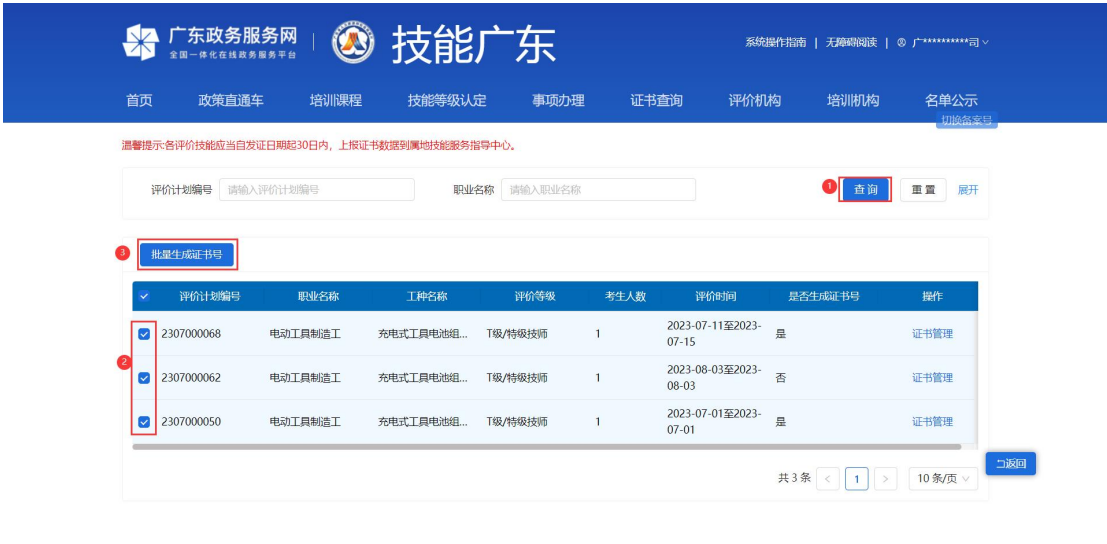 广东政务服务网
全国一体化在线政务服务平台
技能广东
系统操作指南 | 无障碍阅读 | 广**********司
首页 政策直通车 培训课程 技能等级认定 事项办理 证书查询 评价机构 培训机构 名单公示
切换备案号
温馨提示:各评价技能应当自发证日期起30日内，上报证书数据到属地技能服务指导中心。
评价计划编号 请输入评价计划编号 职业名称 请输入职业名称 1 查询 重置 展开
3 批量生成证书号
评价计划编号 职业名称 工种名称 评价等级 考生人数 评价时间 是否生成证书号 操作
2307000068 电动工具制造工 充电式工具电池组... T级/特级技师 1 2023-07-11至2023-07-15 是 证书管理
2
2307000062 电动工具制造工 充电式工具电池组... T级/特级技师 1 2023-08-03至2023-08-03 否 证书管理
2307000050 电动工具制造工 充电式工具电池组... T级/特级技师 1 2023-07-01至2023-07-01 是 证书管理
返回
共 3 条 < 1 > 10 条/页